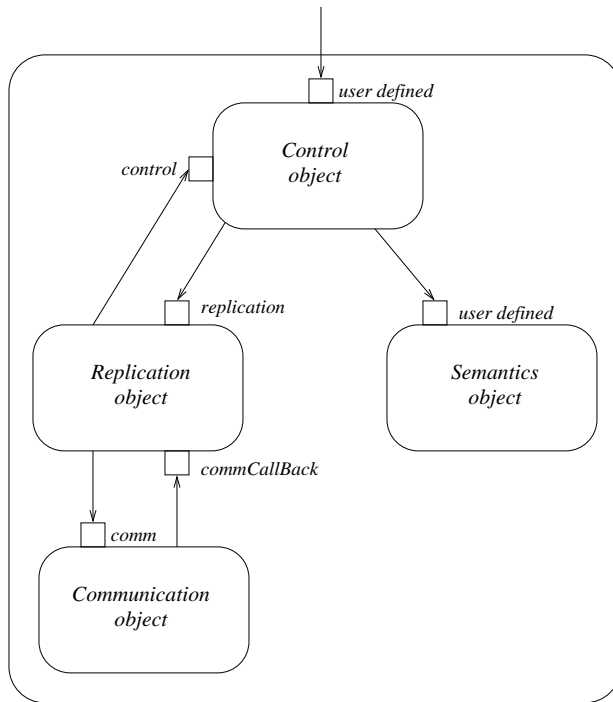 user defined
Control
object
control
replication
user defined
Replication
object
Semantics
object
commCallBack
comm
Communication
object